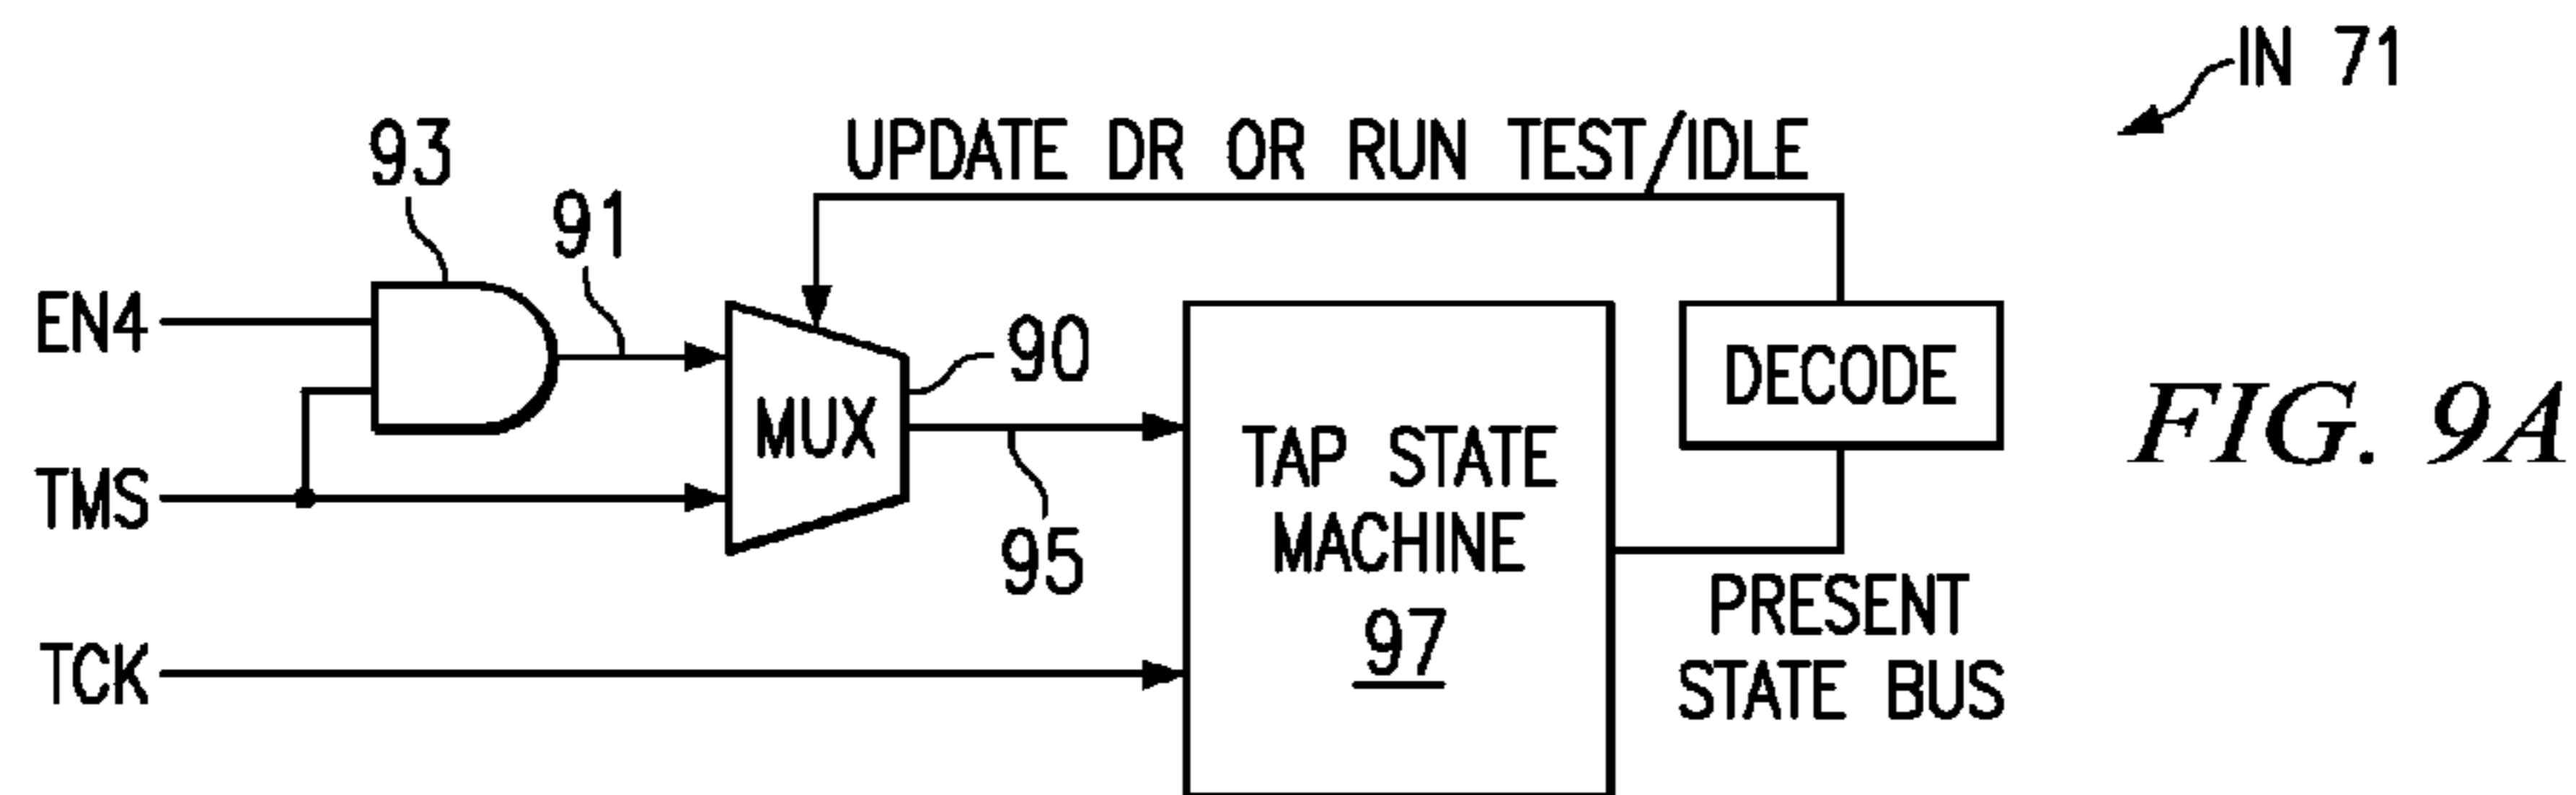 IN 71
UPDATE DR OR RUN TEST/IDLE
93
91
EN4
90
MUX
DECODE
FIG. 9A
TAP STATE
MACHINE
97
TMS
95
PRESENT
STATE BUS
TCK